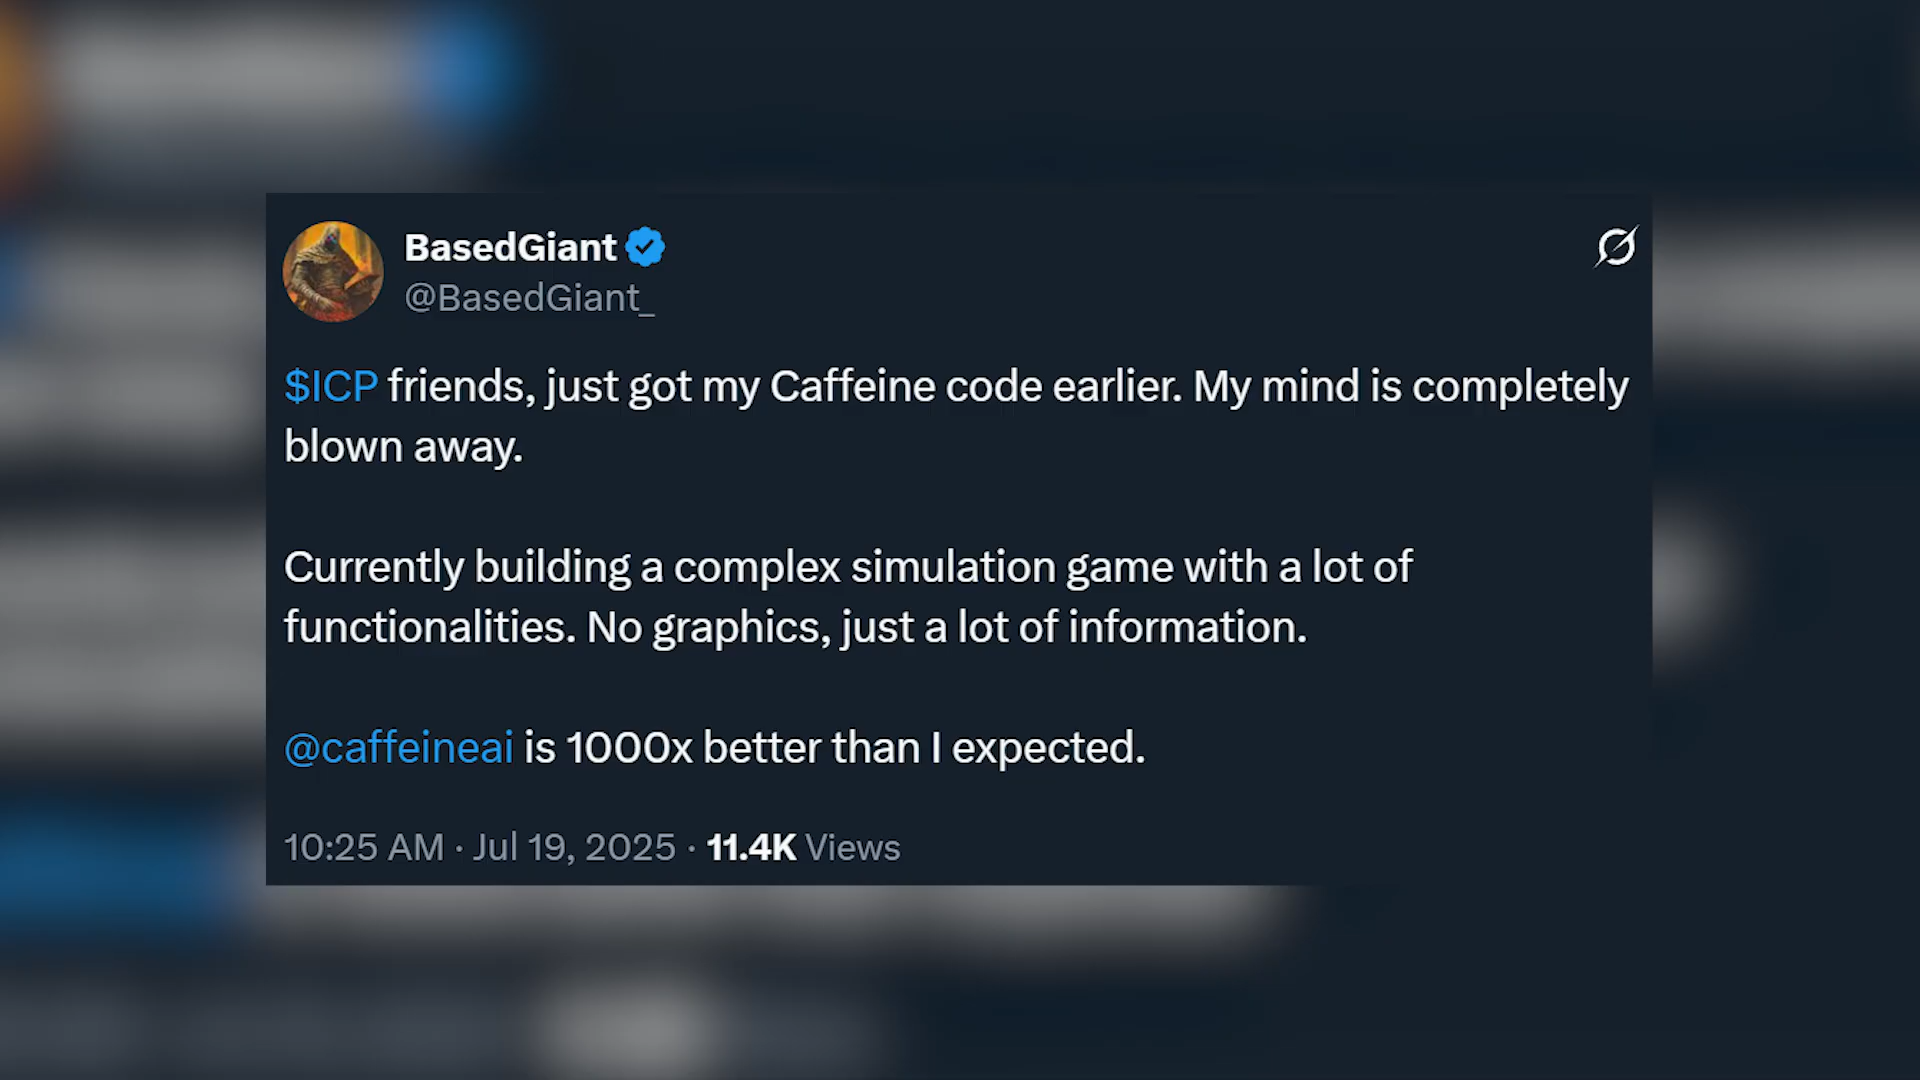 BasedGiant
@BasedGiant_
$ICP friends, just got my Caffeine code earlier. My mind is completely
blown away.
Currently building a complex simulation game with a lot of
functionalities. No graphics, just a lot of information.
@caffeineai is 1000x better than I expected.
10:25 AM · Jul 19, 2025 · 11.4K Views